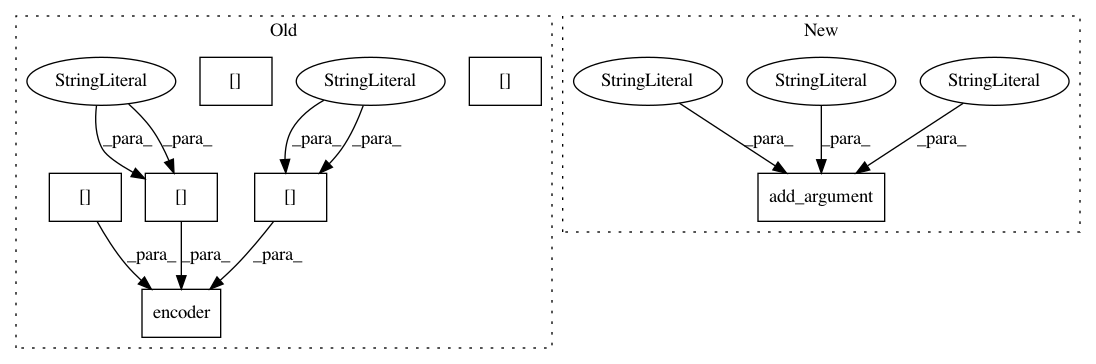 Old
New
StringLiteral
[]
StringLiteral
[]
StringLiteral
StringLiteral
StringLiteral
_para_
_para_
_para_
_para_
_para_
_para_
_para_
[]
[]
[]
add_argument
_para_
_para_
_para_
encoder